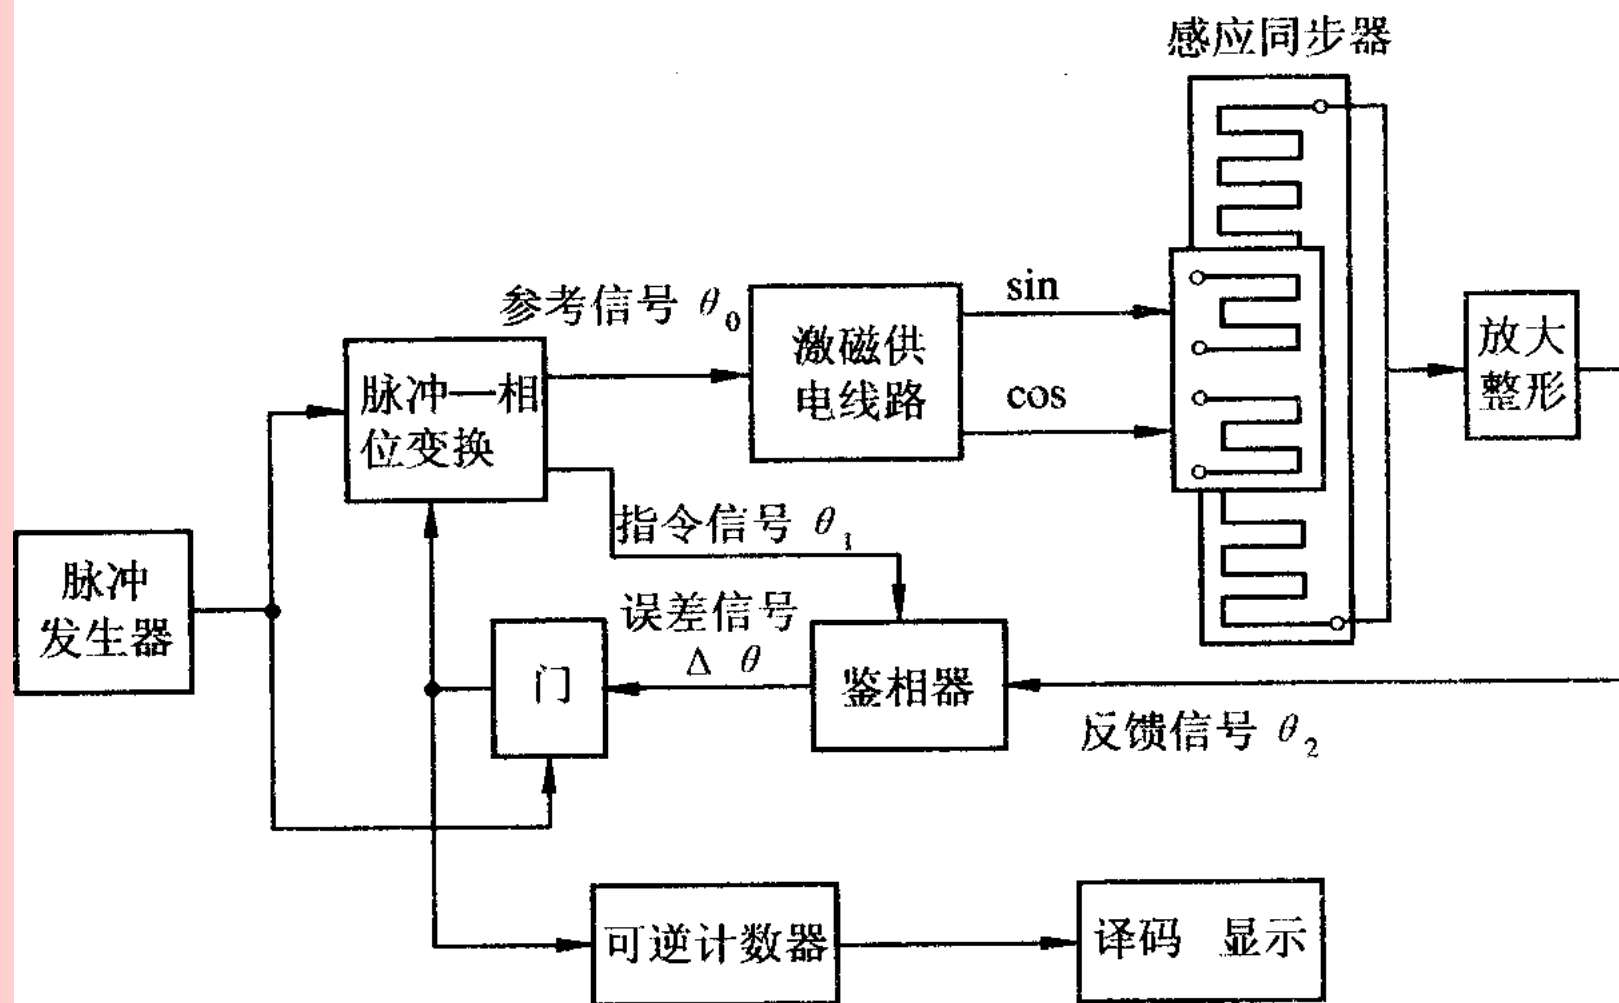 感应同步器
参考信号 θ₀
sin
激磁供
电线路
cos
放大
整形
脉冲—相
位变换
指令信号 θ₁
脉冲
发生器
误差信号
Δ θ
门
鉴相器
反馈信号 θ₂
可逆计数器
译码 显示